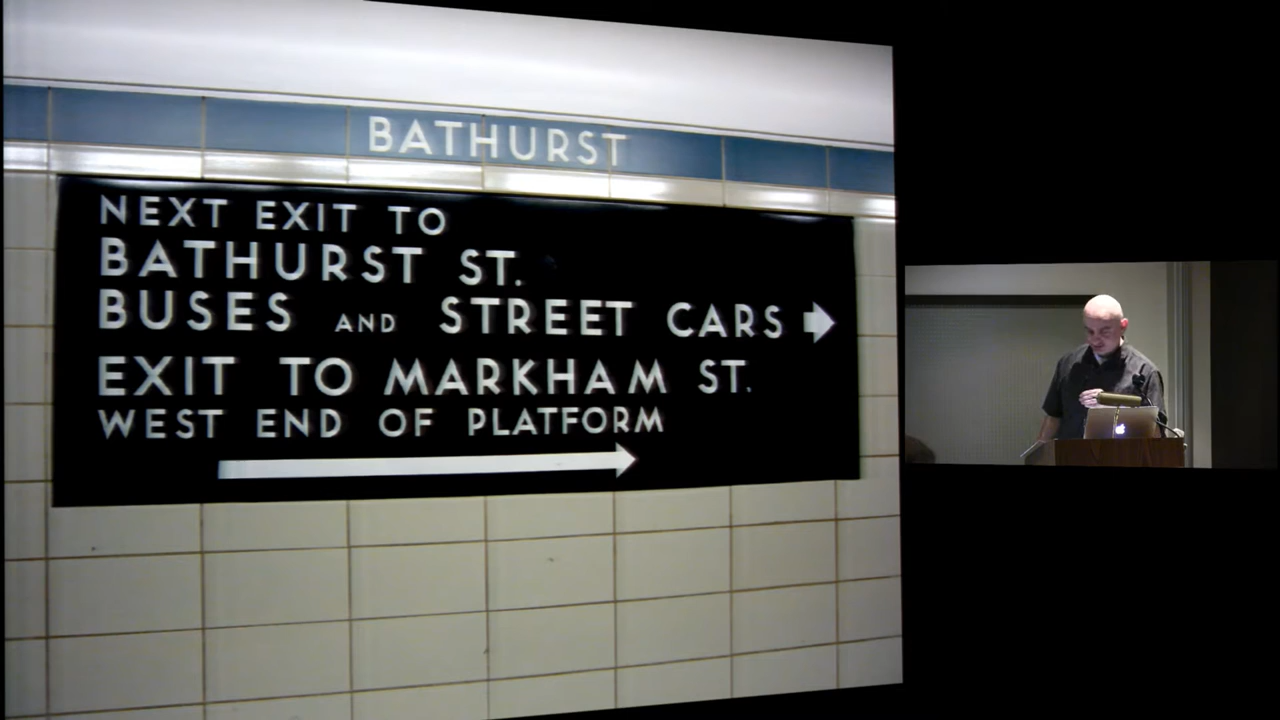 BATHURST
NEXT EXIT TO
BATHURST ST.
BUSES AND STREET CARS
EXIT TO MARKHAM ST.
WEST END OF PLATFORM